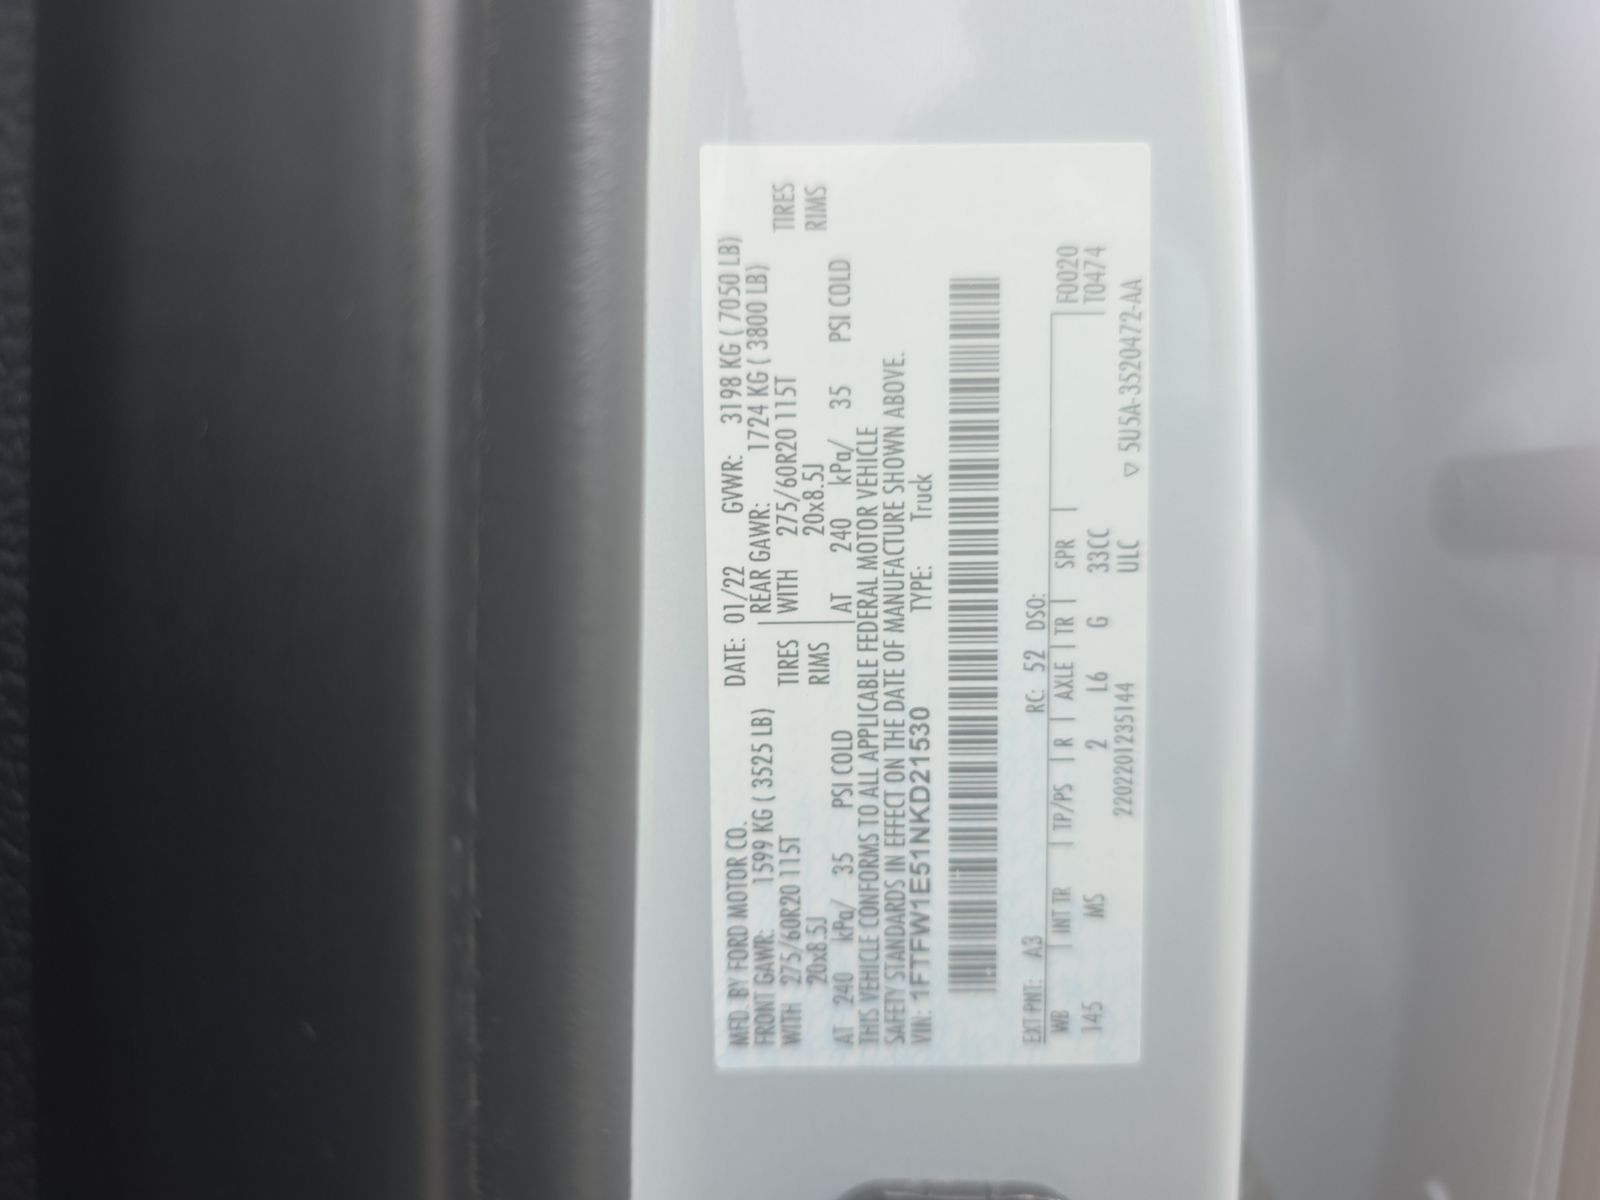 MFD. BY FORD MOTOR CO. DATE: 01/22 GVWR: 3198 KG ( 7050 LB)
FRONT GAWR: 1599 KG ( 3525 LB) REAR GAWR: 1724 KG ( 3800 LB)
WITH 275/60R20 115T TIRES WITH 275/60R20 115T TIRES
20x8.5J RIMS 20x8.5J RIMS
AT 240 kPa/ 35 PSI COLD AT 240 kPa/ 35 PSI COLD
THIS VEHICLE CONFORMS TO ALL APPLICABLE FEDERAL MOTOR VEHICLE
SAFETY STANDARDS IN EFFECT ON THE DATE OF MANUFACTURE SHOWN ABOVE.
VIN: 1FTFW1E51NKD21530 TYPE: Truck
EXT PNT: A3 RC: 52 DSO:
WB INT TR TP/PS R AXLE TR SPR F0020
145 MS 2 L6 G 33CC T0474
2202201235144 ULC ▽ 5U5A-3520472-AA